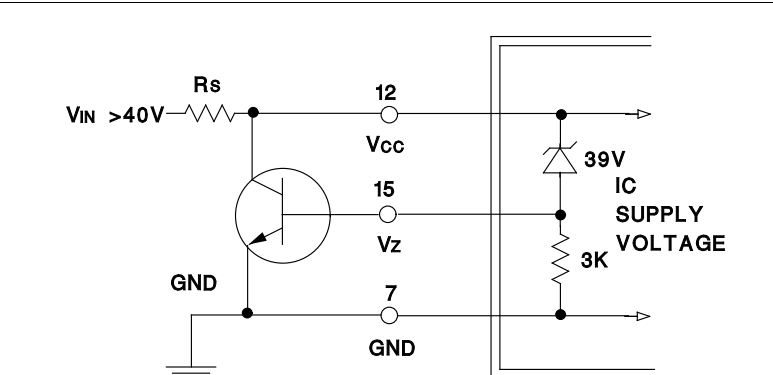 Rs
VIN >40V
12
VCC
39V
IC
SUPPLY
VOLTAGE
15
VZ
3K
GND
7
GND